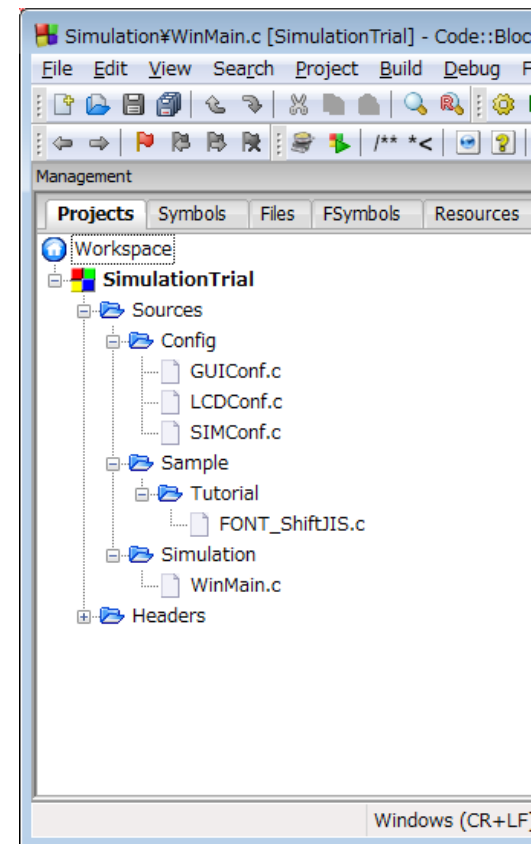 Simulation¥WinMain.c [SimulationTrial] - Code::Bloc
File Edit View Search Project Build Debug F
/** *<
Management
Projects Symbols Files FSymbols Resources
Workspace
SimulationTrial
Sources
Config
GUIConf.c
LCDConf.c
SIMConf.c
Sample
Tutorial
FONT_ShiftJIS.c
Simulation
WinMain.c
Headers
Windows (CR+LF)